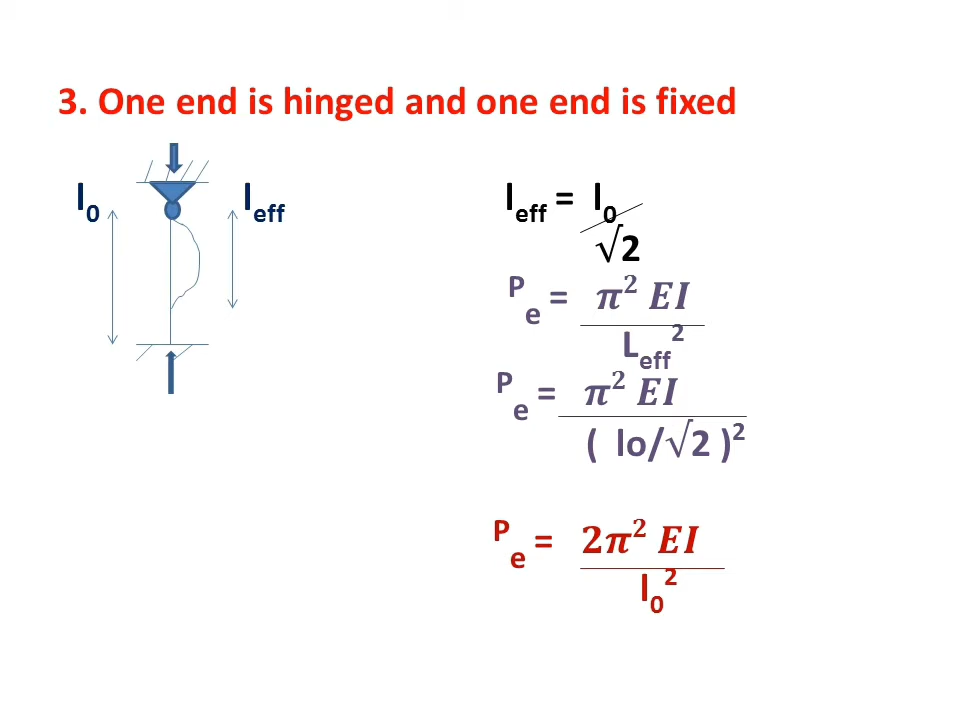 3. One end is hinged and one end is fixed
l0
leff
leff = l0
√2
Pe = π² EI
Leff²
Pe = π² EI
( lo/√2 )²
Pe = 2π² EI
l0²